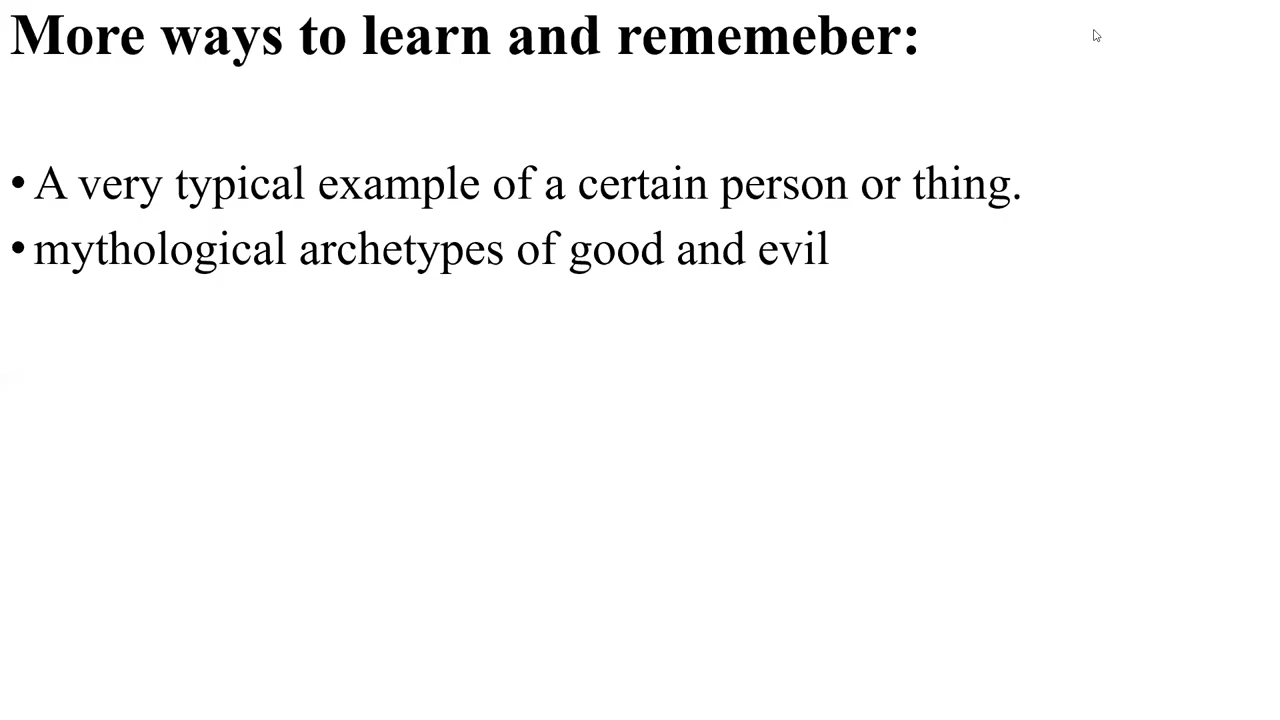 More ways to learn and rememeber:
• A very typical example of a certain person or thing.
• mythological archetypes of good and evil